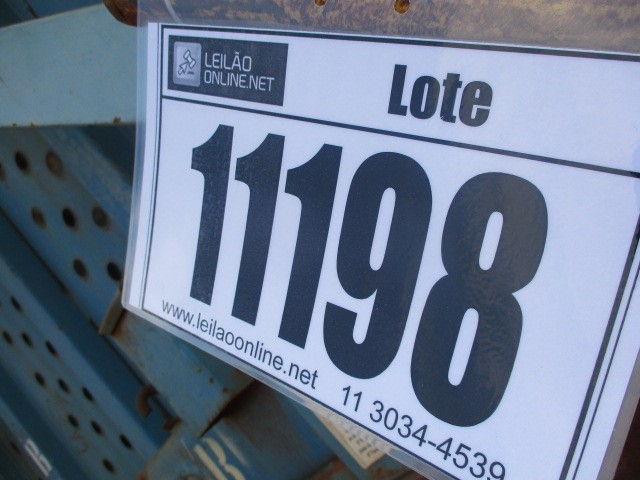 LEILÃO
ONLINE.NET
Lote
11198
www.leilaoonline.net 11 3034-4539